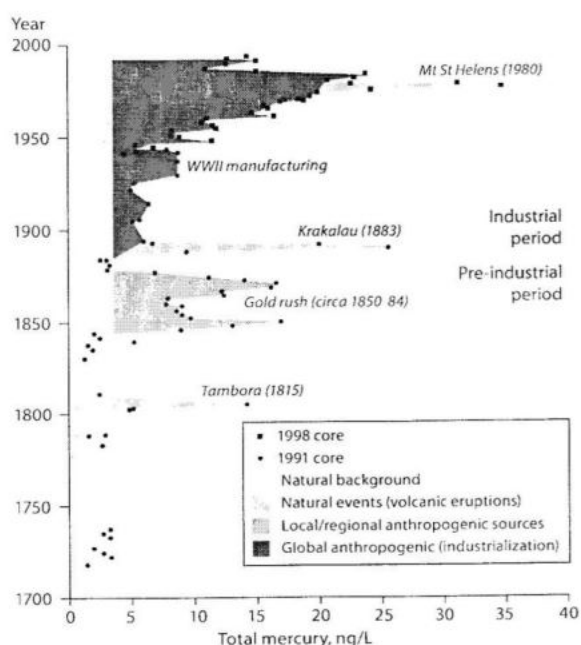 Year
2000
Mt St Helens (1980)
1950
WWII manufacturing
1900
Krakalau (1883)
Industrial
period
Pre-industrial
period
Gold rush (circa 1850-84)
1850
Tambora (1815)
1800
1998 core
1991 core
Natural background
Natural events (volcanic eruptions)
Local/regional anthropogenic sources
Global anthropogenic (industrialization)
1750
1700
0 5 10 15 20 25 30 35 40
Total mercury, ng/L